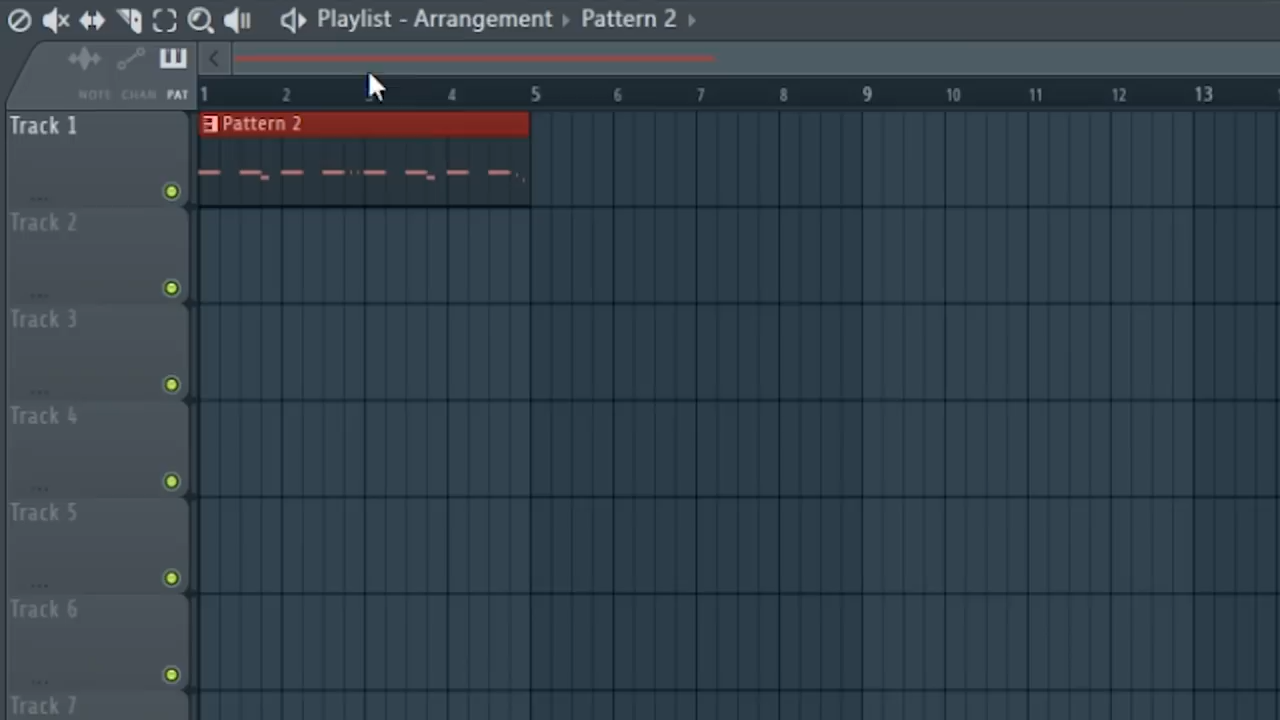 Playlist - Arrangement › Pattern 2 ›
NOTE CHAN PAT
1 2 3 4 5 6 7 8 9 10 11 12 13
Track 1
Pattern 2
Track 2
Track 3
Track 4
Track 5
Track 6
Track 7